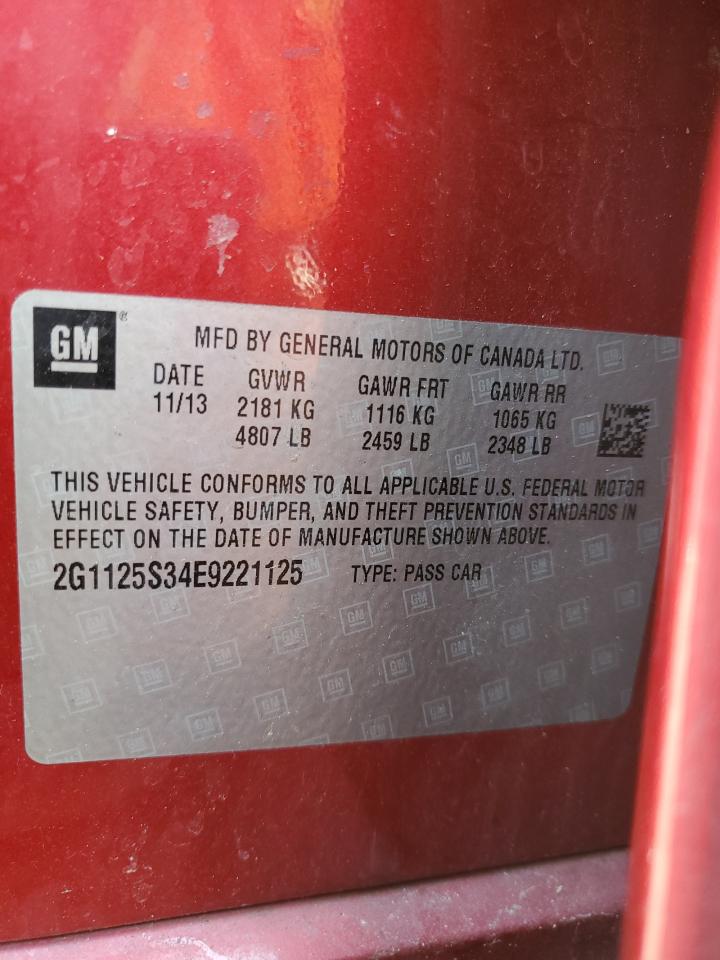 GM® MFD BY GENERAL MOTORS OF CANADA LTD.
DATE GVWR GAWR FRT GAWR RR
11/13 2181 KG 1116 KG 1065 KG
4807 LB 2459 LB 2348 LB
THIS VEHICLE CONFORMS TO ALL APPLICABLE U.S. FEDERAL MOTOR
VEHICLE SAFETY, BUMPER, AND THEFT PREVENTION STANDARDS IN
EFFECT ON THE DATE OF MANUFACTURE SHOWN ABOVE.
2G1125S34E9221125 TYPE: PASS CAR